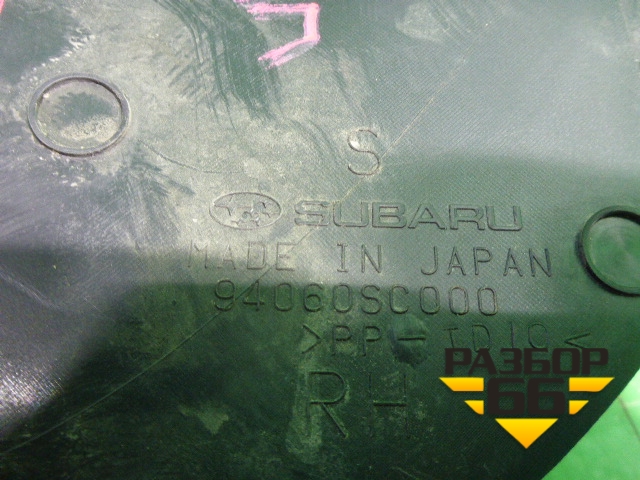 S
SUBARU
MADE IN JAPAN
94060SC000
>PP-TD10<
RH
РАЗБОР
66